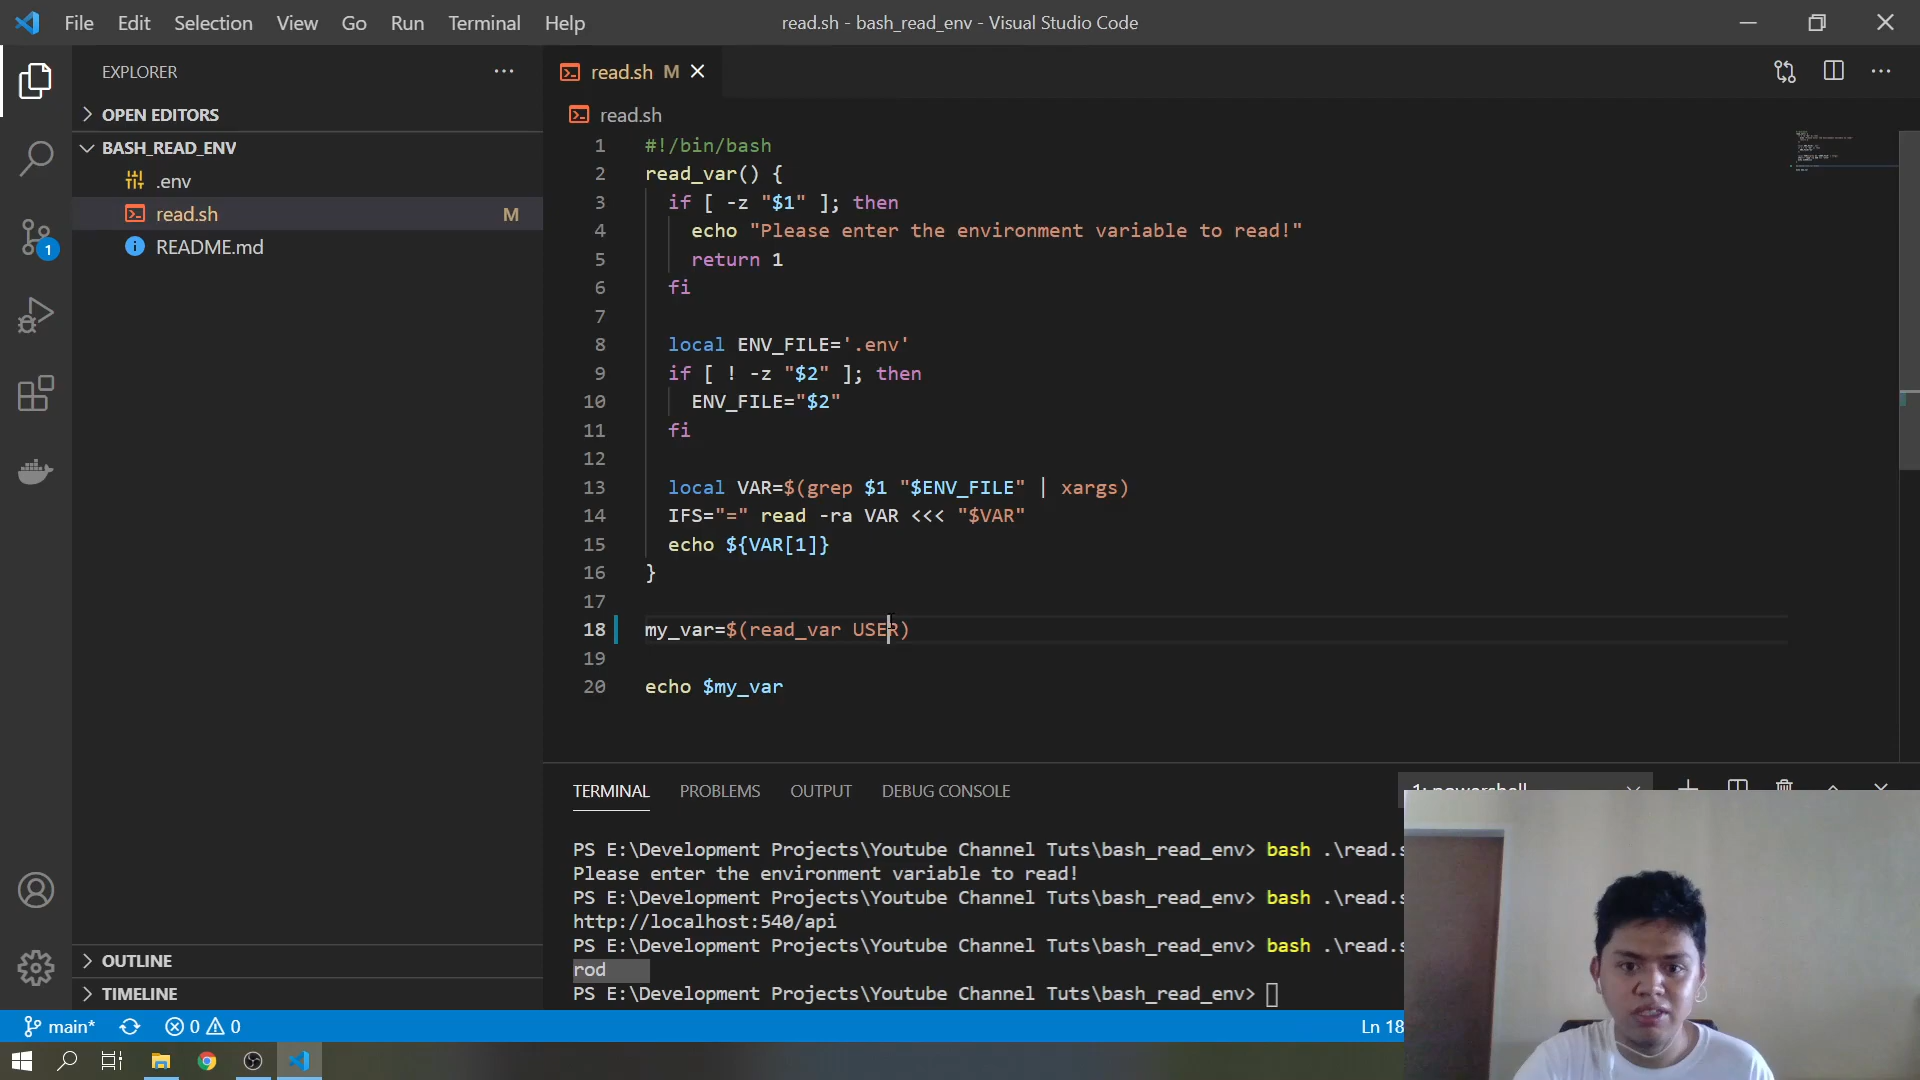 File Edit Selection View Go Run Terminal Help
read.sh - bash_read_env - Visual Studio Code
EXPLORER
OPEN EDITORS
BASH_READ_ENV
.env
read.sh M
README.md
OUTLINE
TIMELINE
1
read.sh M
read.sh
1 #!/bin/bash
2 read_var() {
3 if [ -z "$1" ]; then
4 echo "Please enter the environment variable to read!"
5 return 1
6 fi
7
8 local ENV_FILE='.env'
9 if [ ! -z "$2" ]; then
10 ENV_FILE="$2"
11 fi
12
13 local VAR=$(grep $1 "$ENV_FILE" | xargs)
14 IFS="=" read -ra VAR <<< "$VAR"
15 echo ${VAR[1]}
16 }
17
18 my_var=$(read_var USER)
19
20 echo $my_var
TERMINAL PROBLEMS OUTPUT DEBUG CONSOLE
1: powershell
PS E:\Development Projects\Youtube Channel Tuts\bash_read_env> bash .\read.s
Please enter the environment variable to read!
PS E:\Development Projects\Youtube Channel Tuts\bash_read_env> bash .\read.s
http://localhost:540/api
PS E:\Development Projects\Youtube Channel Tuts\bash_read_env> bash .\read.s
rod
PS E:\Development Projects\Youtube Channel Tuts\bash_read_env>
main* 0 0
Ln 18